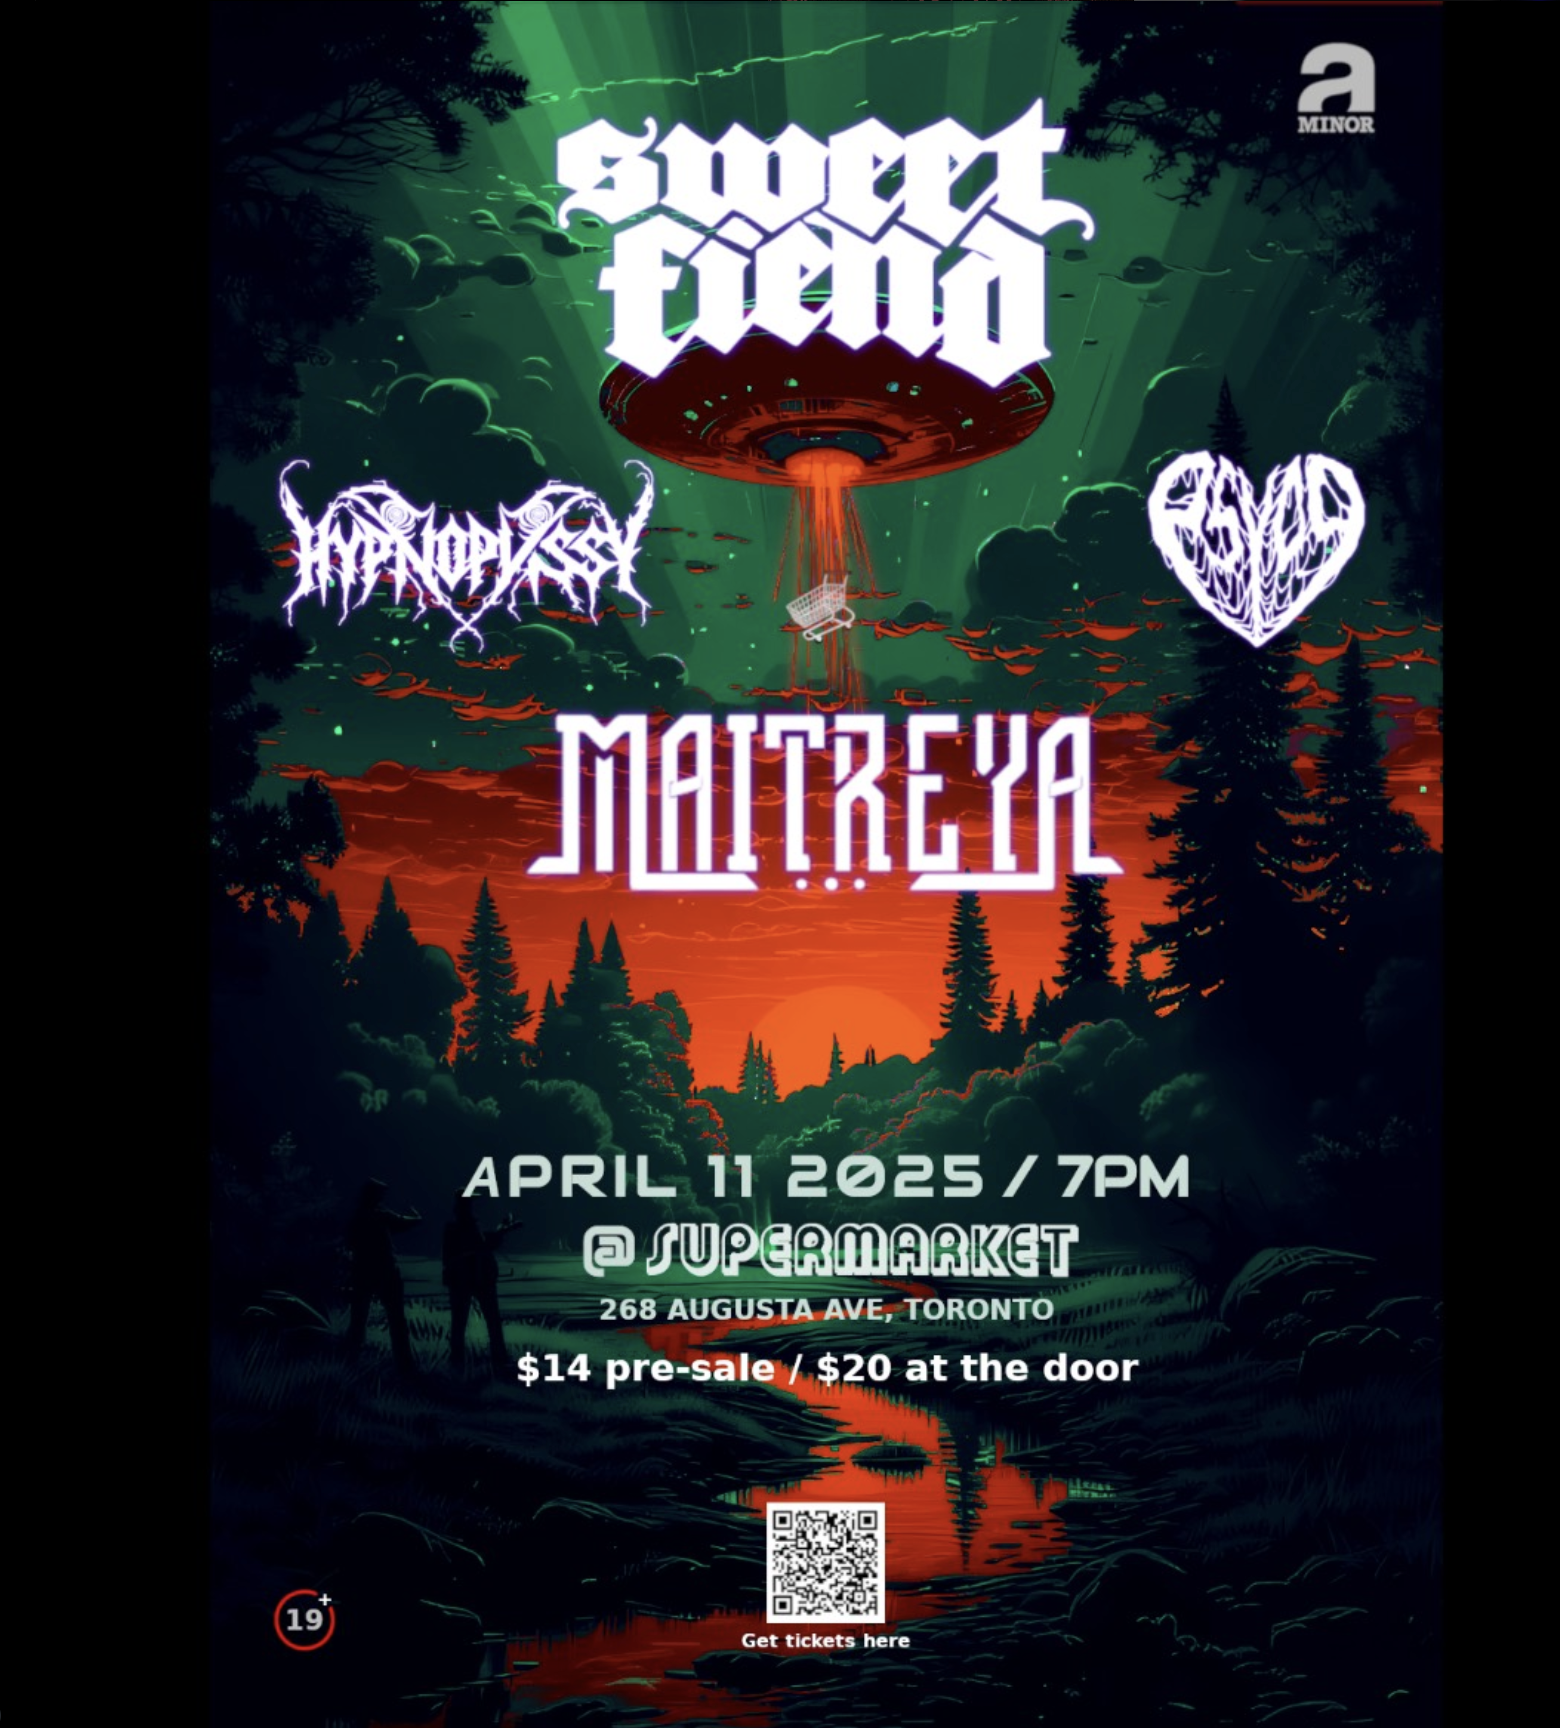 a
MINOR
sweet
fiend
HYPNOPUSSY
MAITREYA
APRIL 11 2025 / 7PM
@ SUPERMARKET
268 AUGUSTA AVE, TORONTO
$14 pre-sale / $20 at the door
Get tickets here
19+